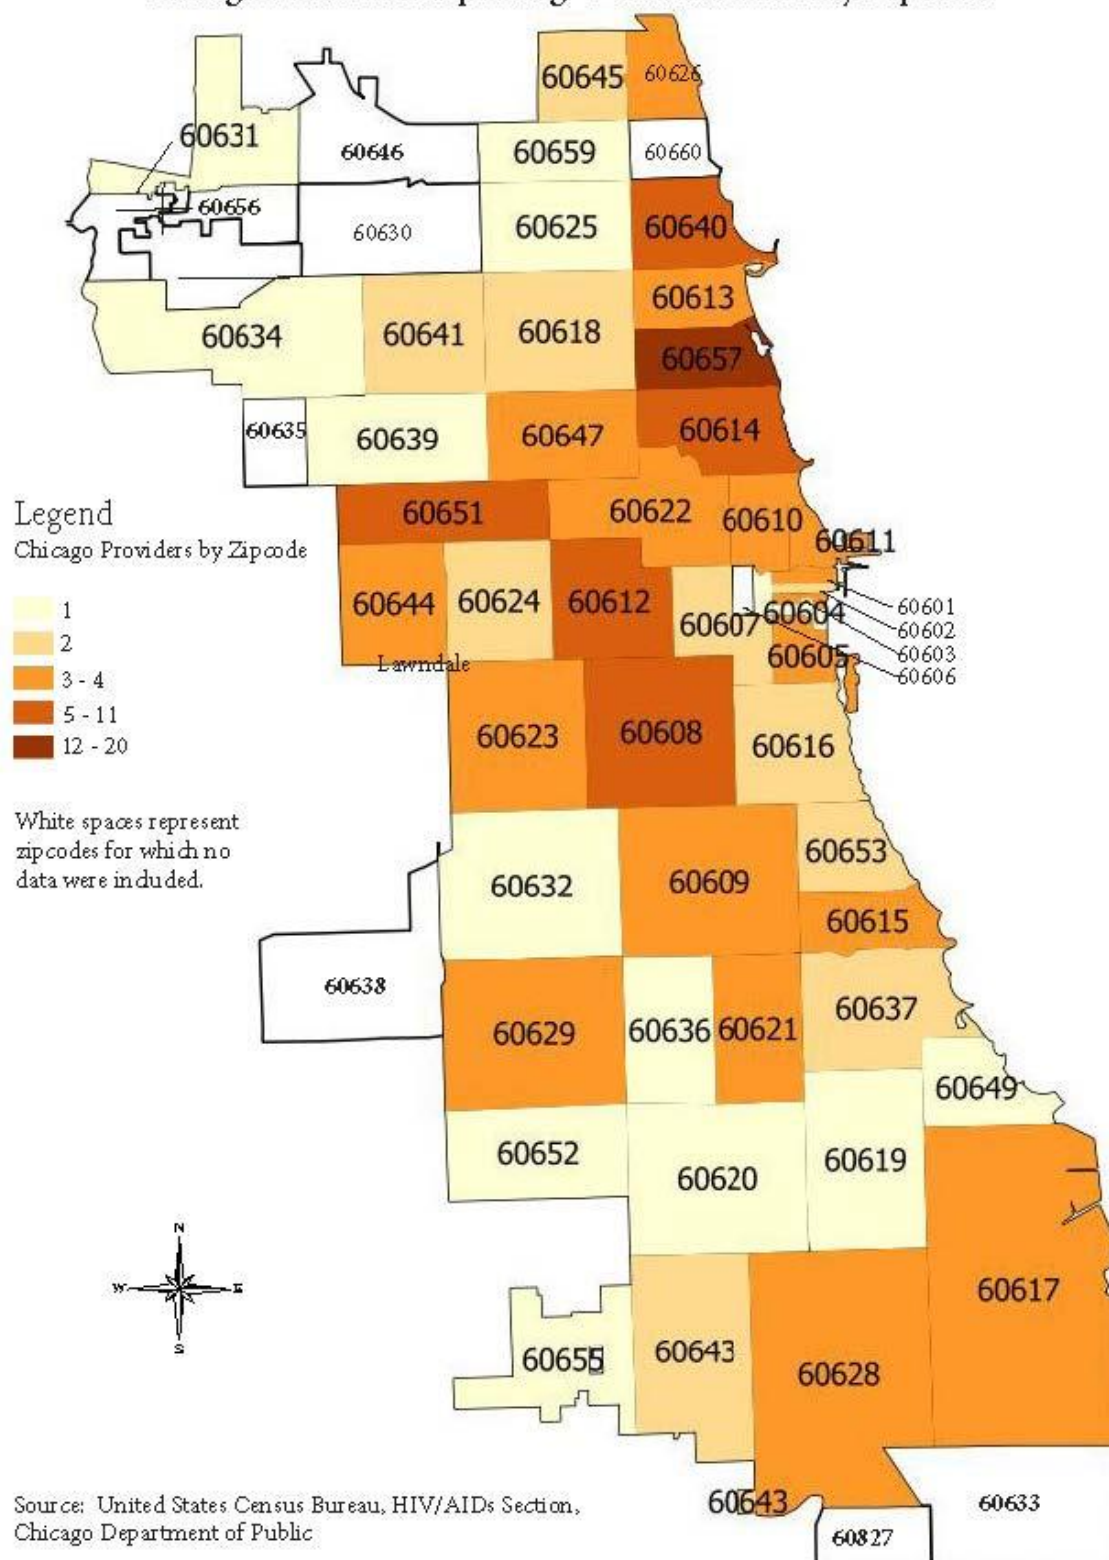 60645 60626
60631
60646 60659 60660
60656
60630 60625 60640
60613
60634 60641 60618
60657
60635 60639 60647 60614
Legend
Chicago Providers by Zipcode
1
2
3 - 4
5 - 11
12 - 20
White spaces represent
zipcodes for which no
data were included.
60651 60622 60610
60611
60644 60624 60612 60607 60604
60601
60602
60603
60606
60605
Lawndale
60623 60608 60616
60653
60632 60609
60615
60638
60629 60636 60621 60637
60649
60652 60620 60619
N
W E
S
60617
60655 60643 60628
60643 60633
60827
Source: United States Census Bureau, HIV/AIDs Section,
Chicago Department of Public